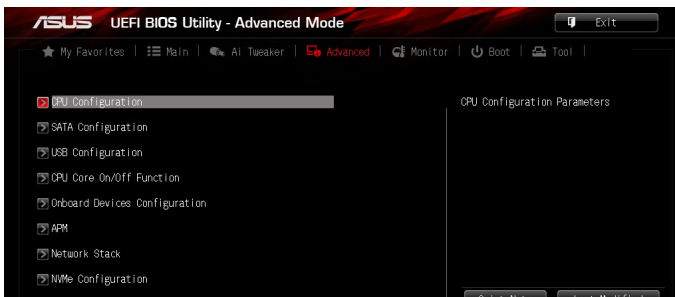 ASUS UEFI BIOS Utility - Advanced Mode Exit
My Favorites | Main | Ai Tweaker | Advanced | Monitor | Boot | Tool |
CPU Configuration CPU Configuration Parameters
SATA Configuration
USB Configuration
CPU Core On/Off Function
Onboard Devices Configuration
APM
Network Stack
NVMe Configuration